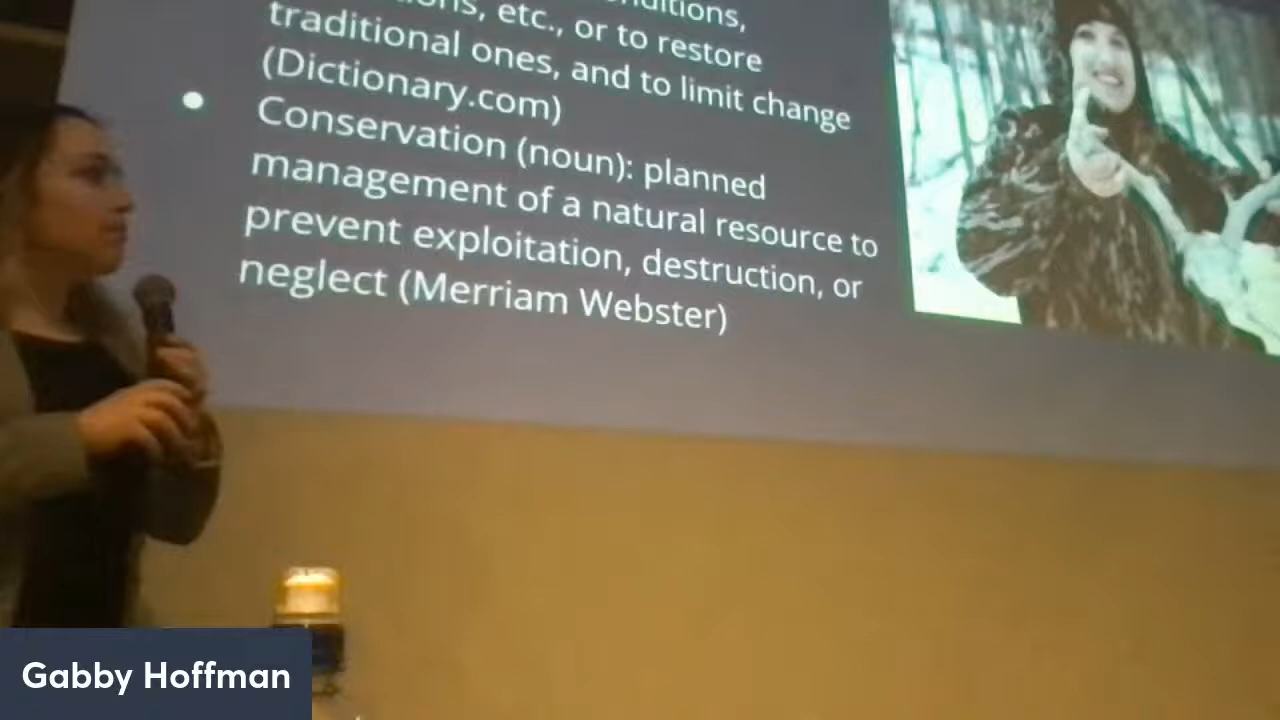 etc., or to restore
traditional ones, and to limit change
(Dictionary.com)
Conservation (noun): planned
management of a natural resource to
prevent exploitation, destruction, or
neglect (Merriam Webster)
Gabby Hoffman